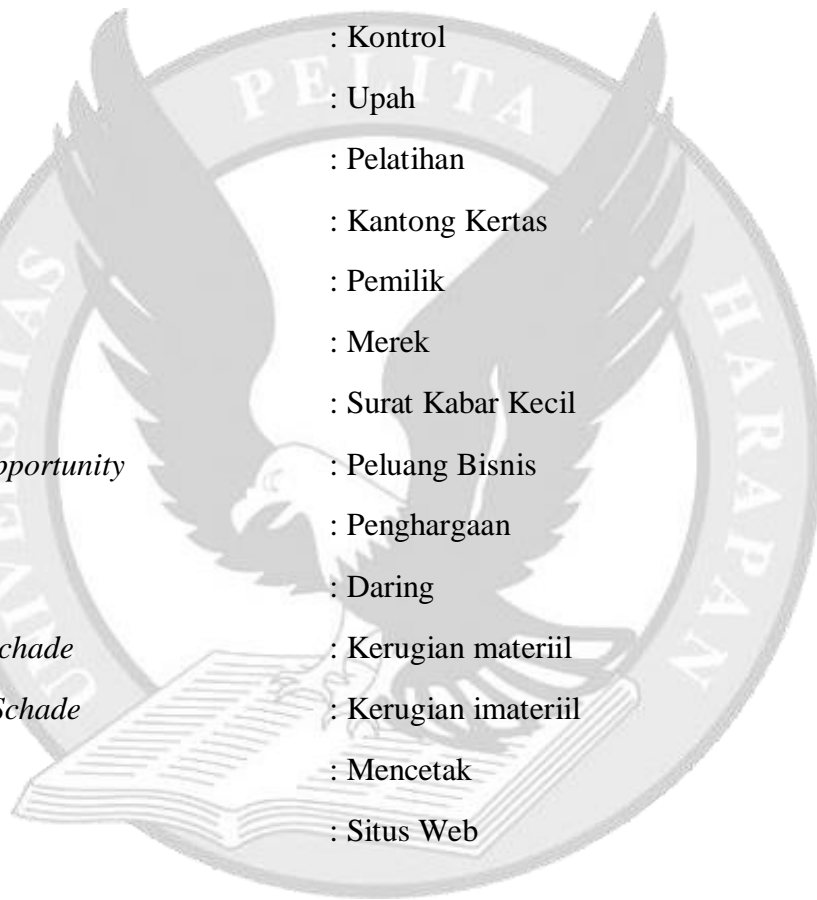 : Kontrol
PELITA
: Upah
: Pelatihan
: Kantong Kertas
: Pemilik
: Merek
: Surat Kabar Kecil
pportunity : Peluang Bisnis
: Penghargaan
: Daring
chade : Kerugian materiil
Schade : Kerugian imateriil
: Mencetak
: Situs Web
UNIVERSITAS
HARAPAN